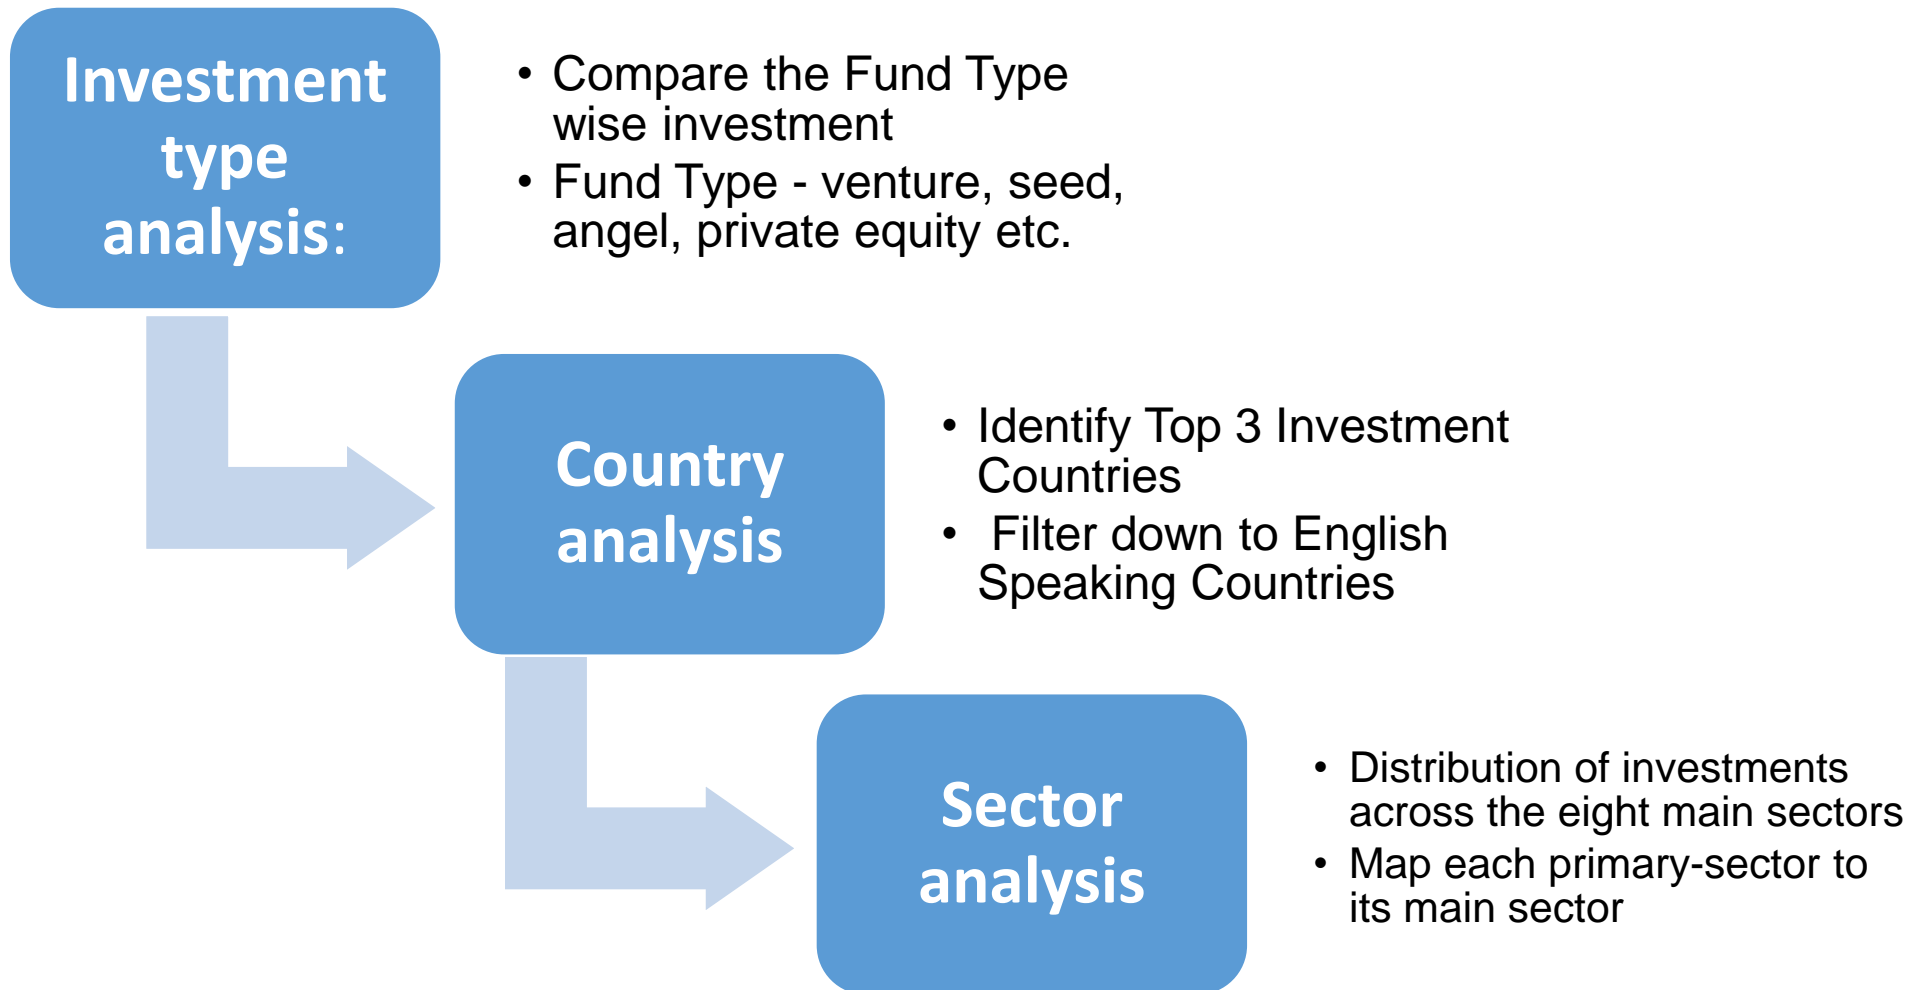 Investment
type
analysis:
• Compare the Fund Type
wise investment
• Fund Type - venture, seed,
angel, private equity etc.
Country
analysis
• Identify Top 3 Investment
Countries
• Filter down to English
Speaking Countries
Sector
analysis
• Distribution of investments
across the eight main sectors
• Map each primary-sector to
its main sector